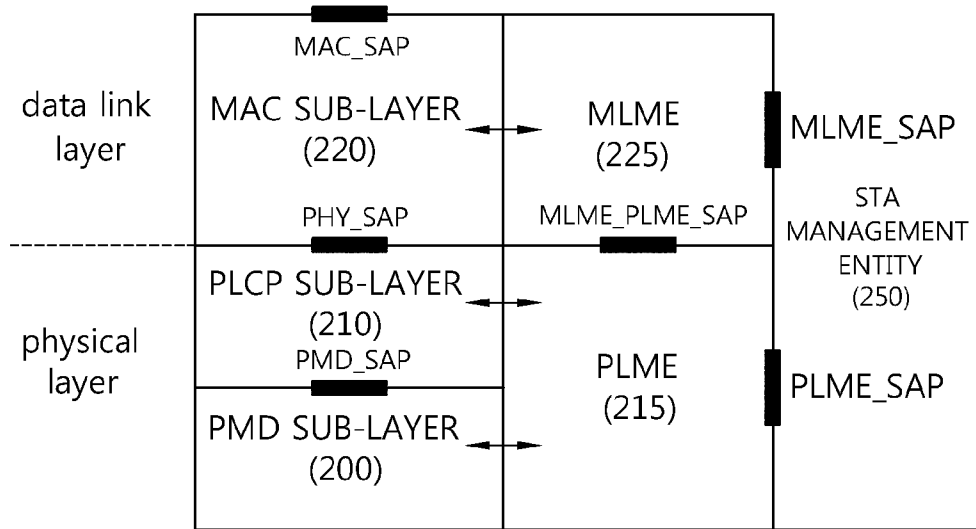 MAC_SAP
data link
layer
MAC SUB-LAYER
(220)
MLME
(225)
MLME_SAP
PHY_SAP
MLME_PLME_SAP
STA
MANAGEMENT
ENTITY
(250)
PLCP SUB-LAYER
(210)
physical
layer
PMD_SAP
PLME
(215)
PLME_SAP
PMD SUB-LAYER
(200)